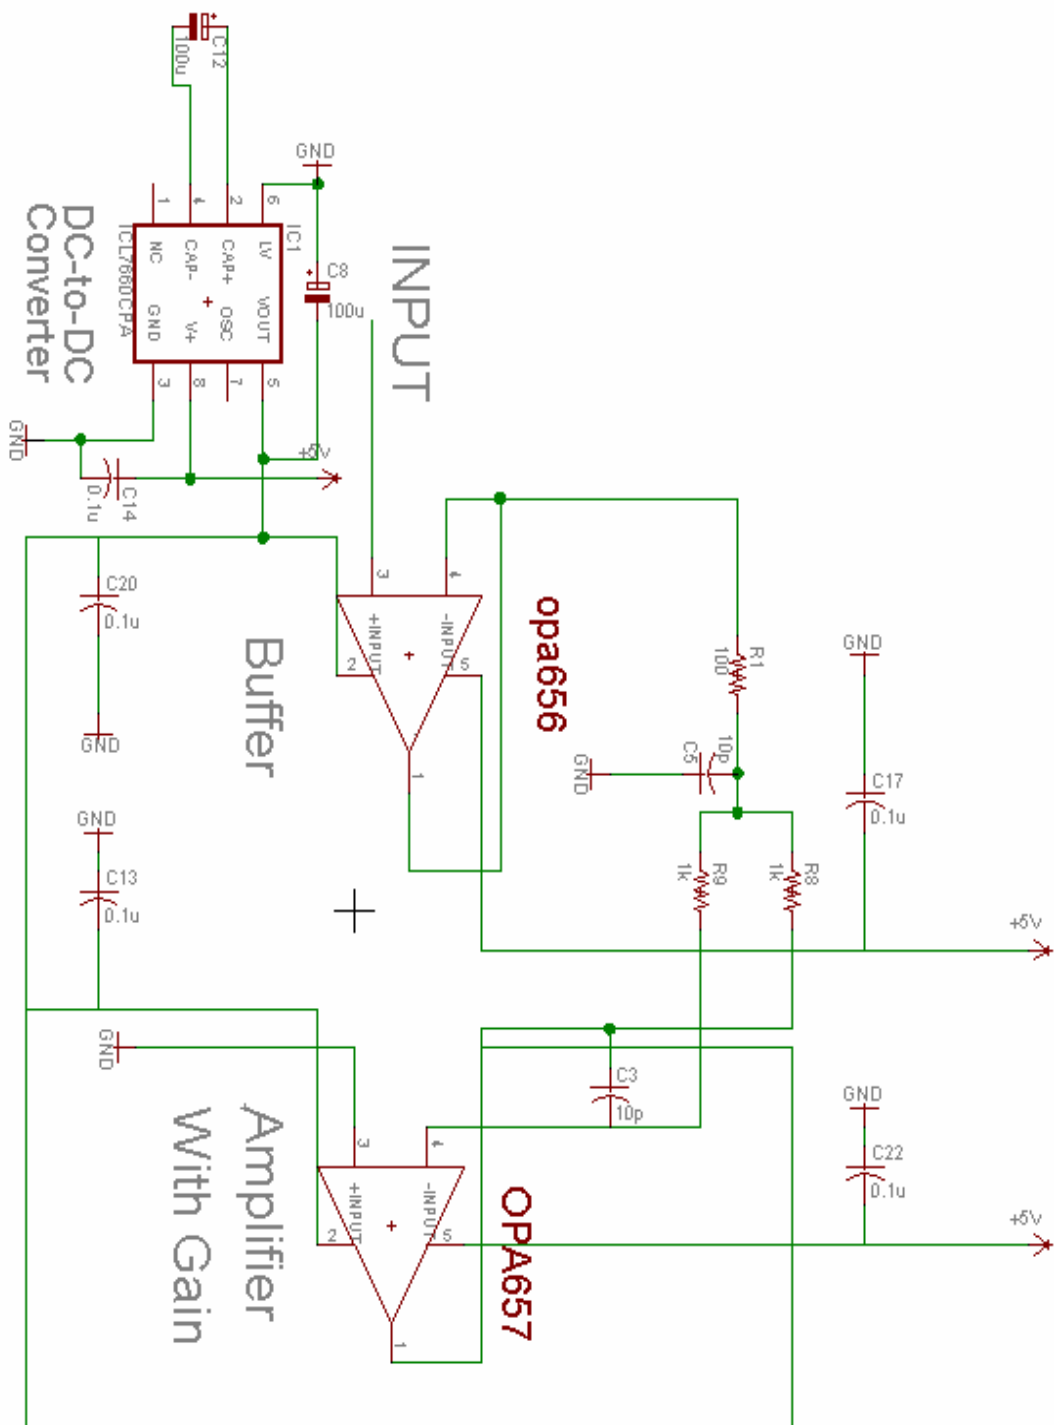 C12
100u
GND
1
4
2
6
IC1
NC
CAP-
CAP+
LV
GND
V+
OSC
VOUT
ICL7660CPA
3
8
7
5
DC-to-DC
Converter
C8
100u
INPUT
GND
C14
0.1u
+5V
C20
0.1u
GND
Buffer
3
4
+INPUT
-INPUT
2
5
1
opa656
R1
100
C5
10p
GND
GND
C17
0.1u
R9
1k
R8
1k
+5V
GND
C13
0.1u
GND
Amplifier
With Gain
C3
10p
3
4
+INPUT
-INPUT
2
5
1
OPA657
GND
C22
0.1u
+5V